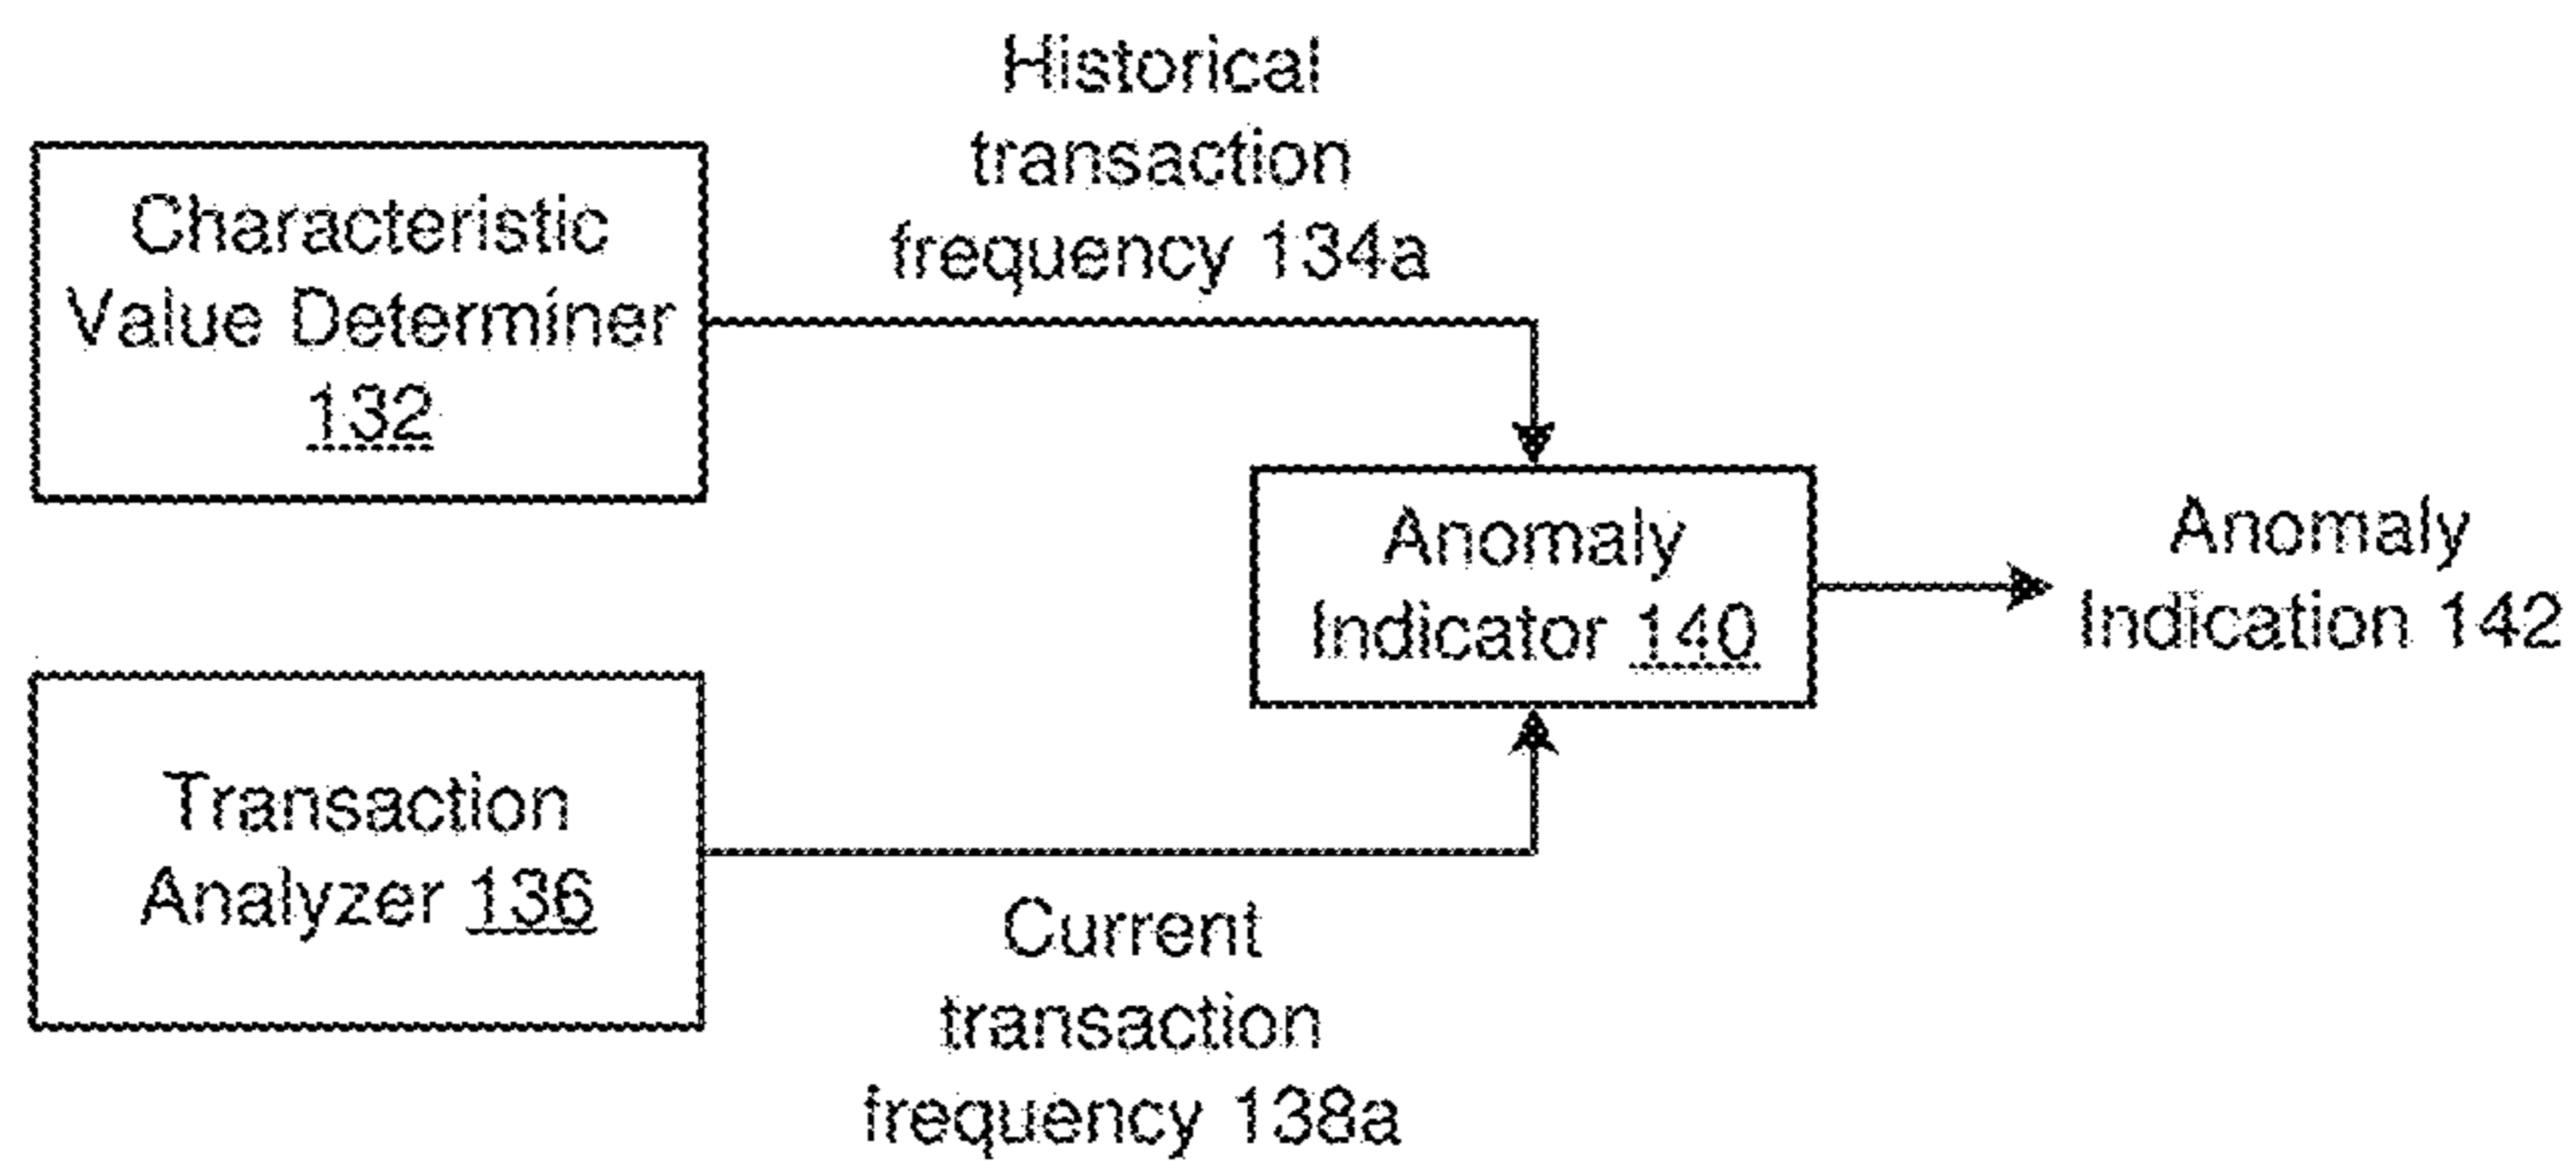 Historical
transaction
frequency 134a
Characteristic
Value Determiner
132
Anomaly
Indicator 140
Anomaly
Indication 142
Transaction
Analyzer 136
Current
transaction
frequency 138a